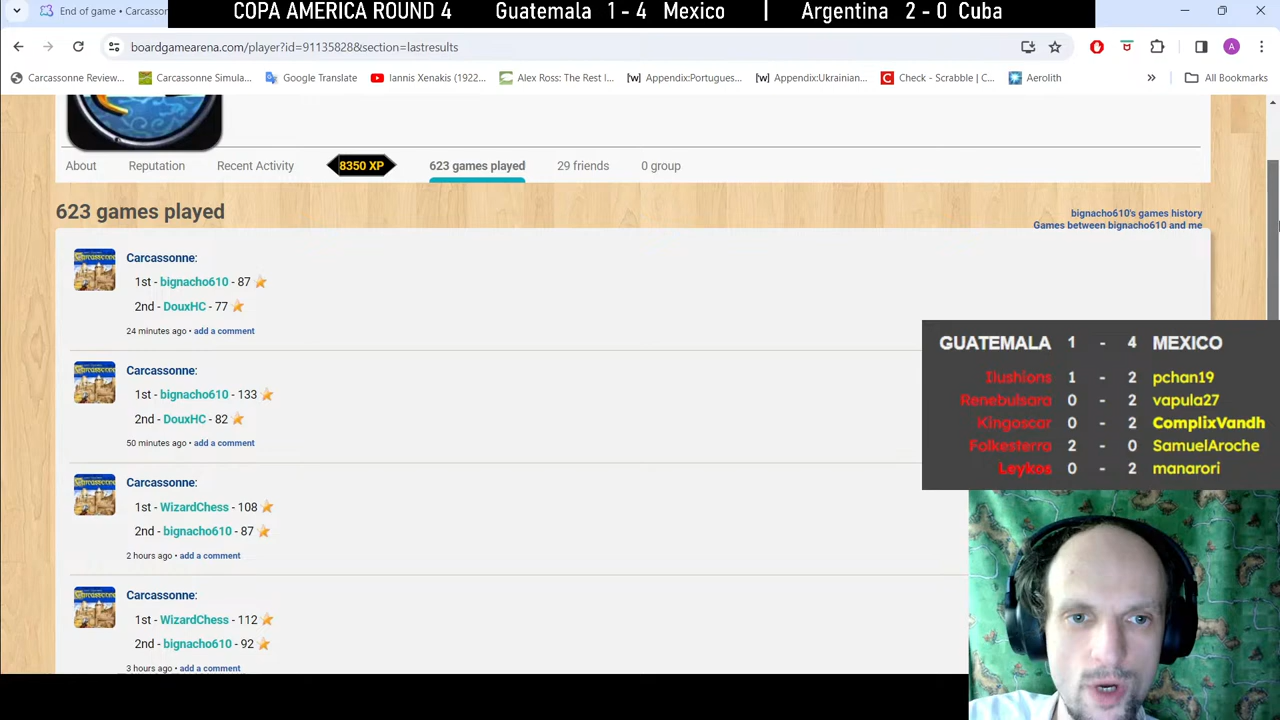 COPA AMERICA ROUND 4 Guatemala 1 - 4 Mexico | Argentina 2 - 0 Cuba
End of game • Carcassonn
boardgamearena.com/player?id=91135828&section=lastresults
A
Carcassonne Review... Carcassonne Simula... Google Translate Iannis Xenakis (1922... Alex Ross: The Rest I... [w] Appendix:Portugues... [w] Appendix:Ukrainian... Check - Scrabble | C... Aerolith » All Bookmarks
About Reputation Recent Activity 8350 XP 623 games played 29 friends 0 group
623 games played
bignacho610's games history
Games between bignacho610 and me
Carcassonne:
1st - bignacho610 - 87
2nd - DouxHC - 77
24 minutes ago • add a comment
Carcassonne:
1st - bignacho610 - 133
2nd - DouxHC - 82
50 minutes ago • add a comment
Carcassonne:
1st - WizardChess - 108
2nd - bignacho610 - 87
2 hours ago • add a comment
Carcassonne:
1st - WizardChess - 112
2nd - bignacho610 - 92
3 hours ago • add a comment
GUATEMALA 1 - 4 MEXICO
Ilushions 1 - 2 pchan19
Renebulsara 0 - 2 vapula27
Kingoscar 0 - 2 ComplixVandh
Folkesterra 2 - 0 SamuelAroche
Leykos 0 - 2 manarori